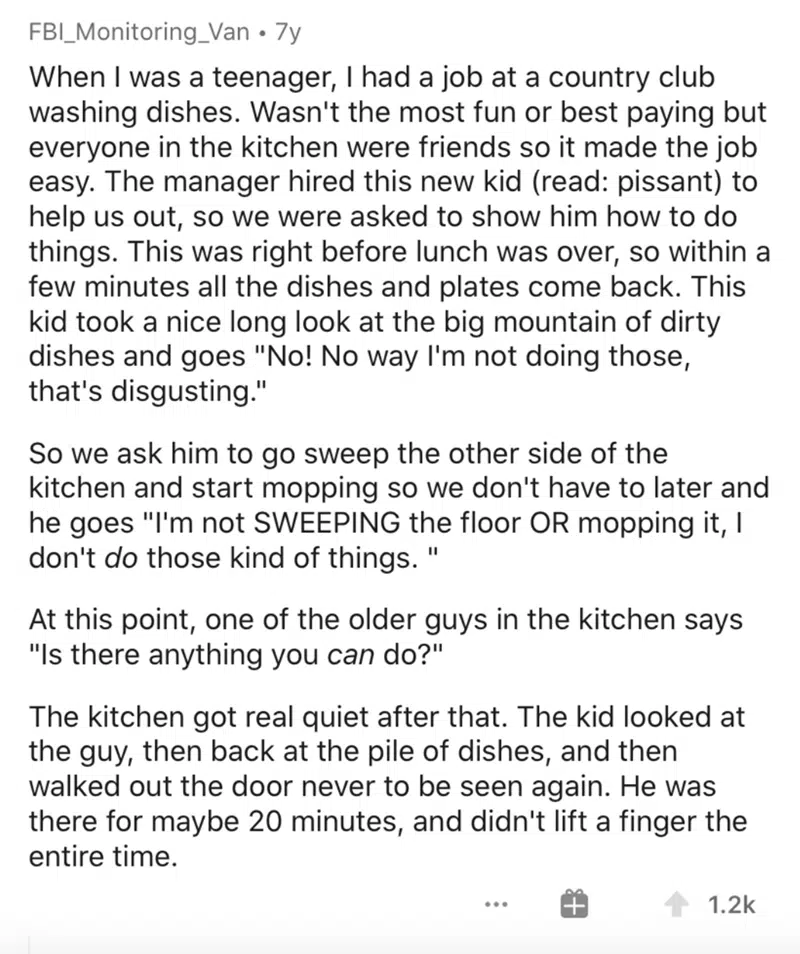 FBI_Monitoring_Van • 7y
When I was a teenager, I had a job at a country club
washing dishes. Wasn't the most fun or best paying but
everyone in the kitchen were friends so it made the job
easy. The manager hired this new kid (read: pissant) to
help us out, so we were asked to show him how to do
things. This was right before lunch was over, so within a
few minutes all the dishes and plates come back. This
kid took a nice long look at the big mountain of dirty
dishes and goes "No! No way I'm not doing those,
that's disgusting."
So we ask him to go sweep the other side of the
kitchen and start mopping so we don't have to later and
he goes "I'm not SWEEPING the floor OR mopping it, I
don't do those kind of things. "
At this point, one of the older guys in the kitchen says
"Is there anything you can do?"
The kitchen got real quiet after that. The kid looked at
the guy, then back at the pile of dishes, and then
walked out the door never to be seen again. He was
there for maybe 20 minutes, and didn't lift a finger the
entire time.
1.2k